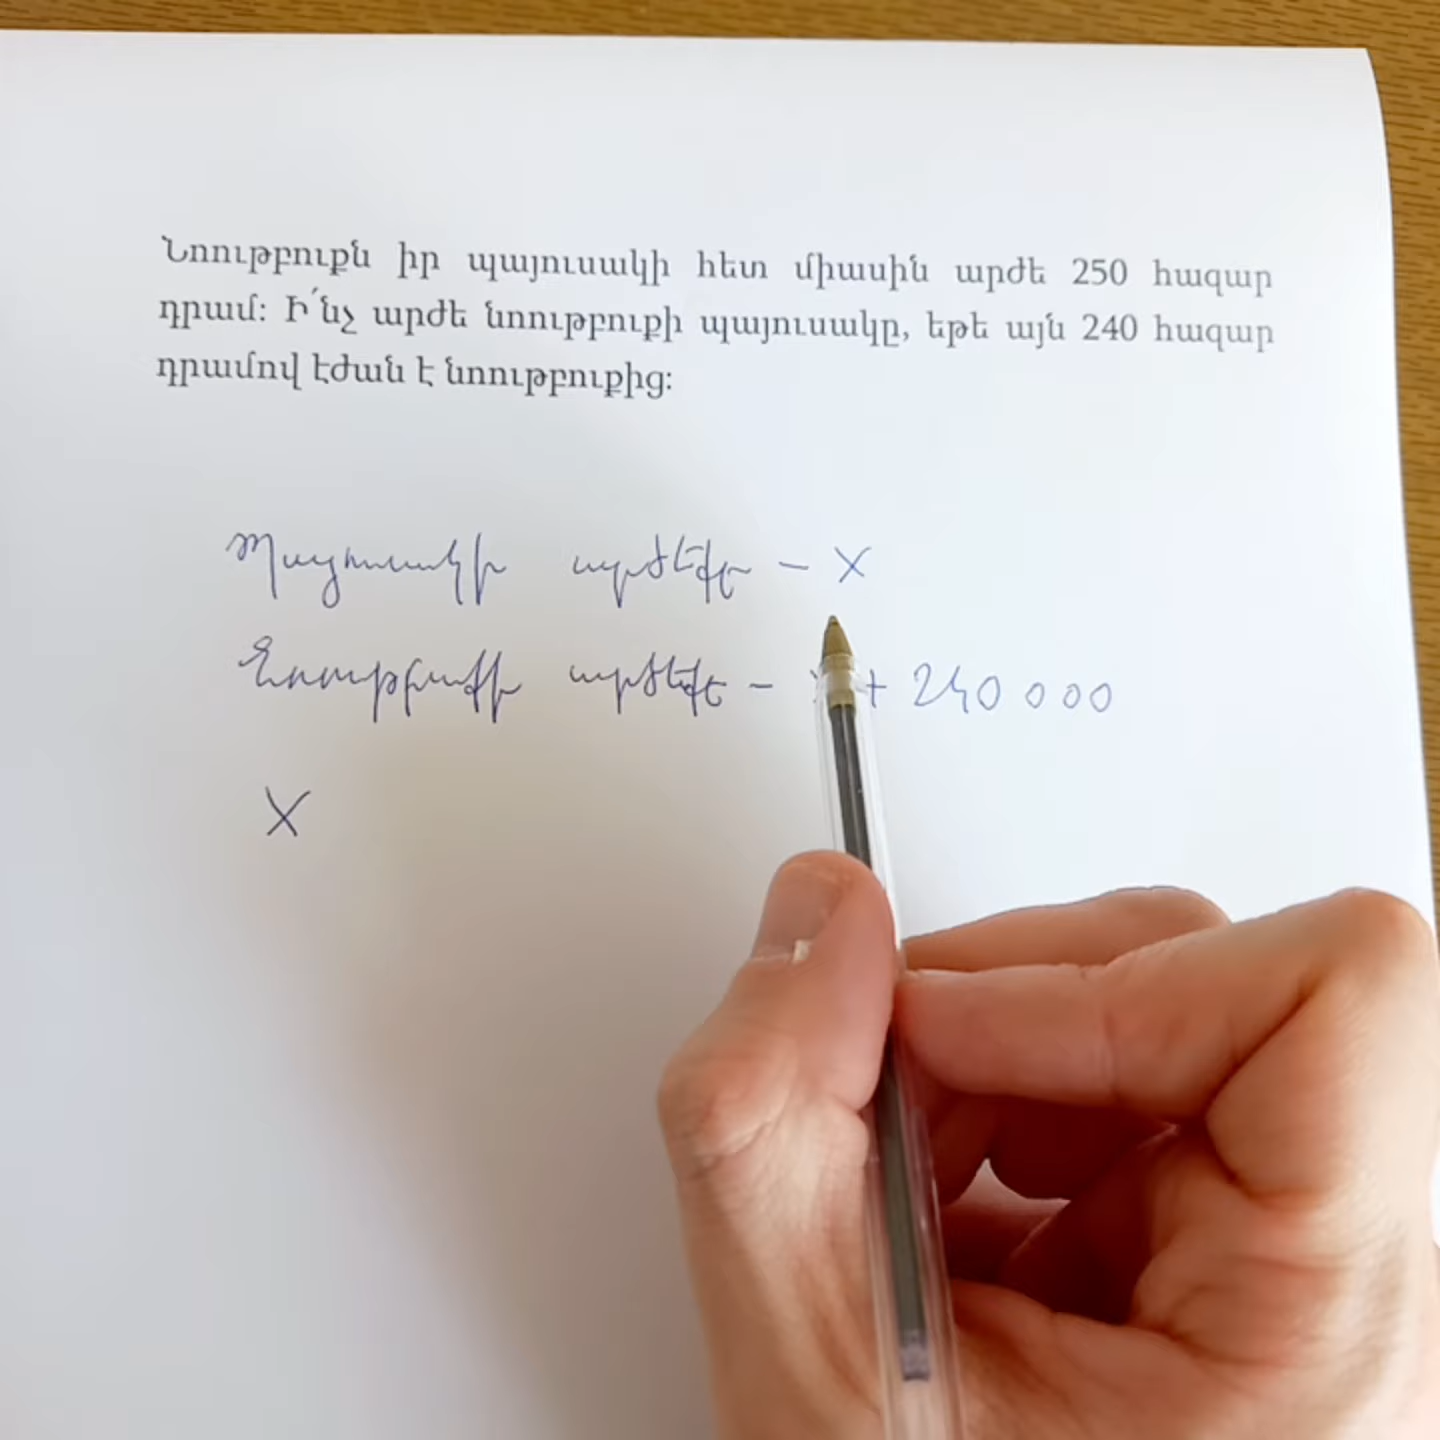 Նոութբուքն իր պայուսակի հետ միասին արժե 250 հազար
դրամ: Ի՞նչ արժե նոութբուքի պայուսակը, եթե այն 240 հազար
դրամով էժան է նոութբուքից:
Պայուսակի արժեքը – x
Նոութբուքի արժեքը – + 240 000
x